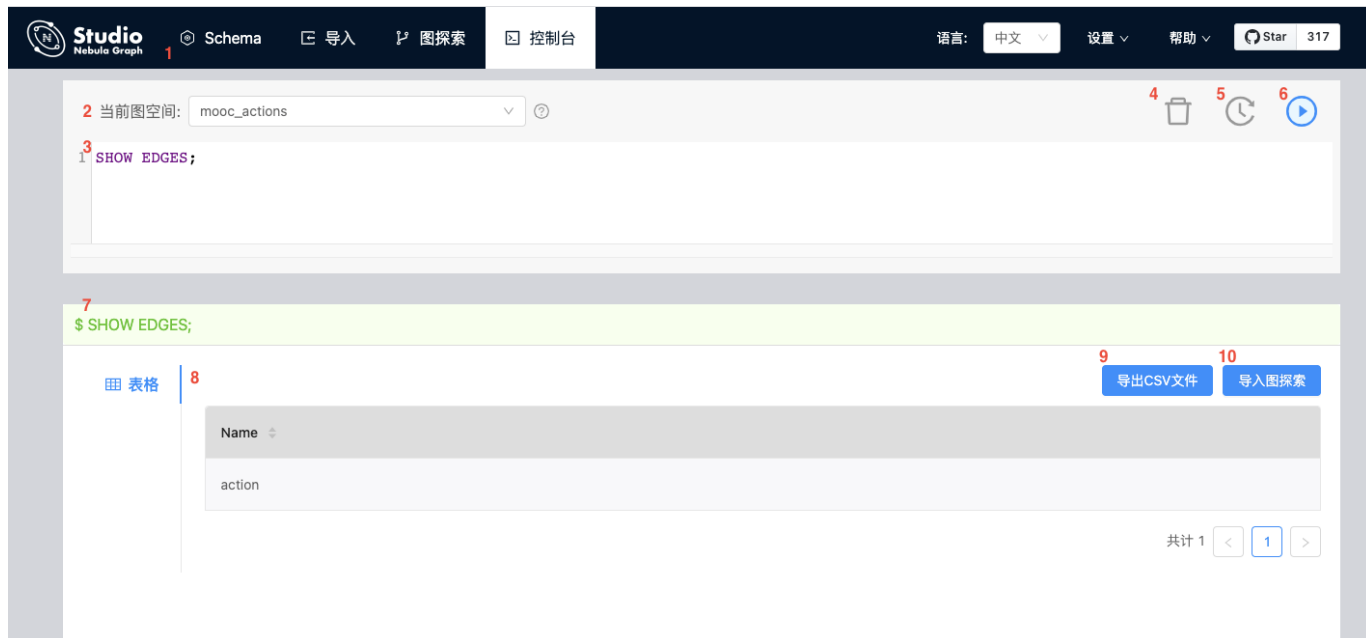 Studio
Nebula Graph
1
Schema
导入
图探索
控制台
语言:
中文
设置
帮助
Star
317
2 当前图空间: mooc_actions
4
5
6
3
1 SHOW EDGES;
7
$ SHOW EDGES;
表格
8
9
10
导出CSV文件
导入图探索
Name
action
共计 1 < 1 >